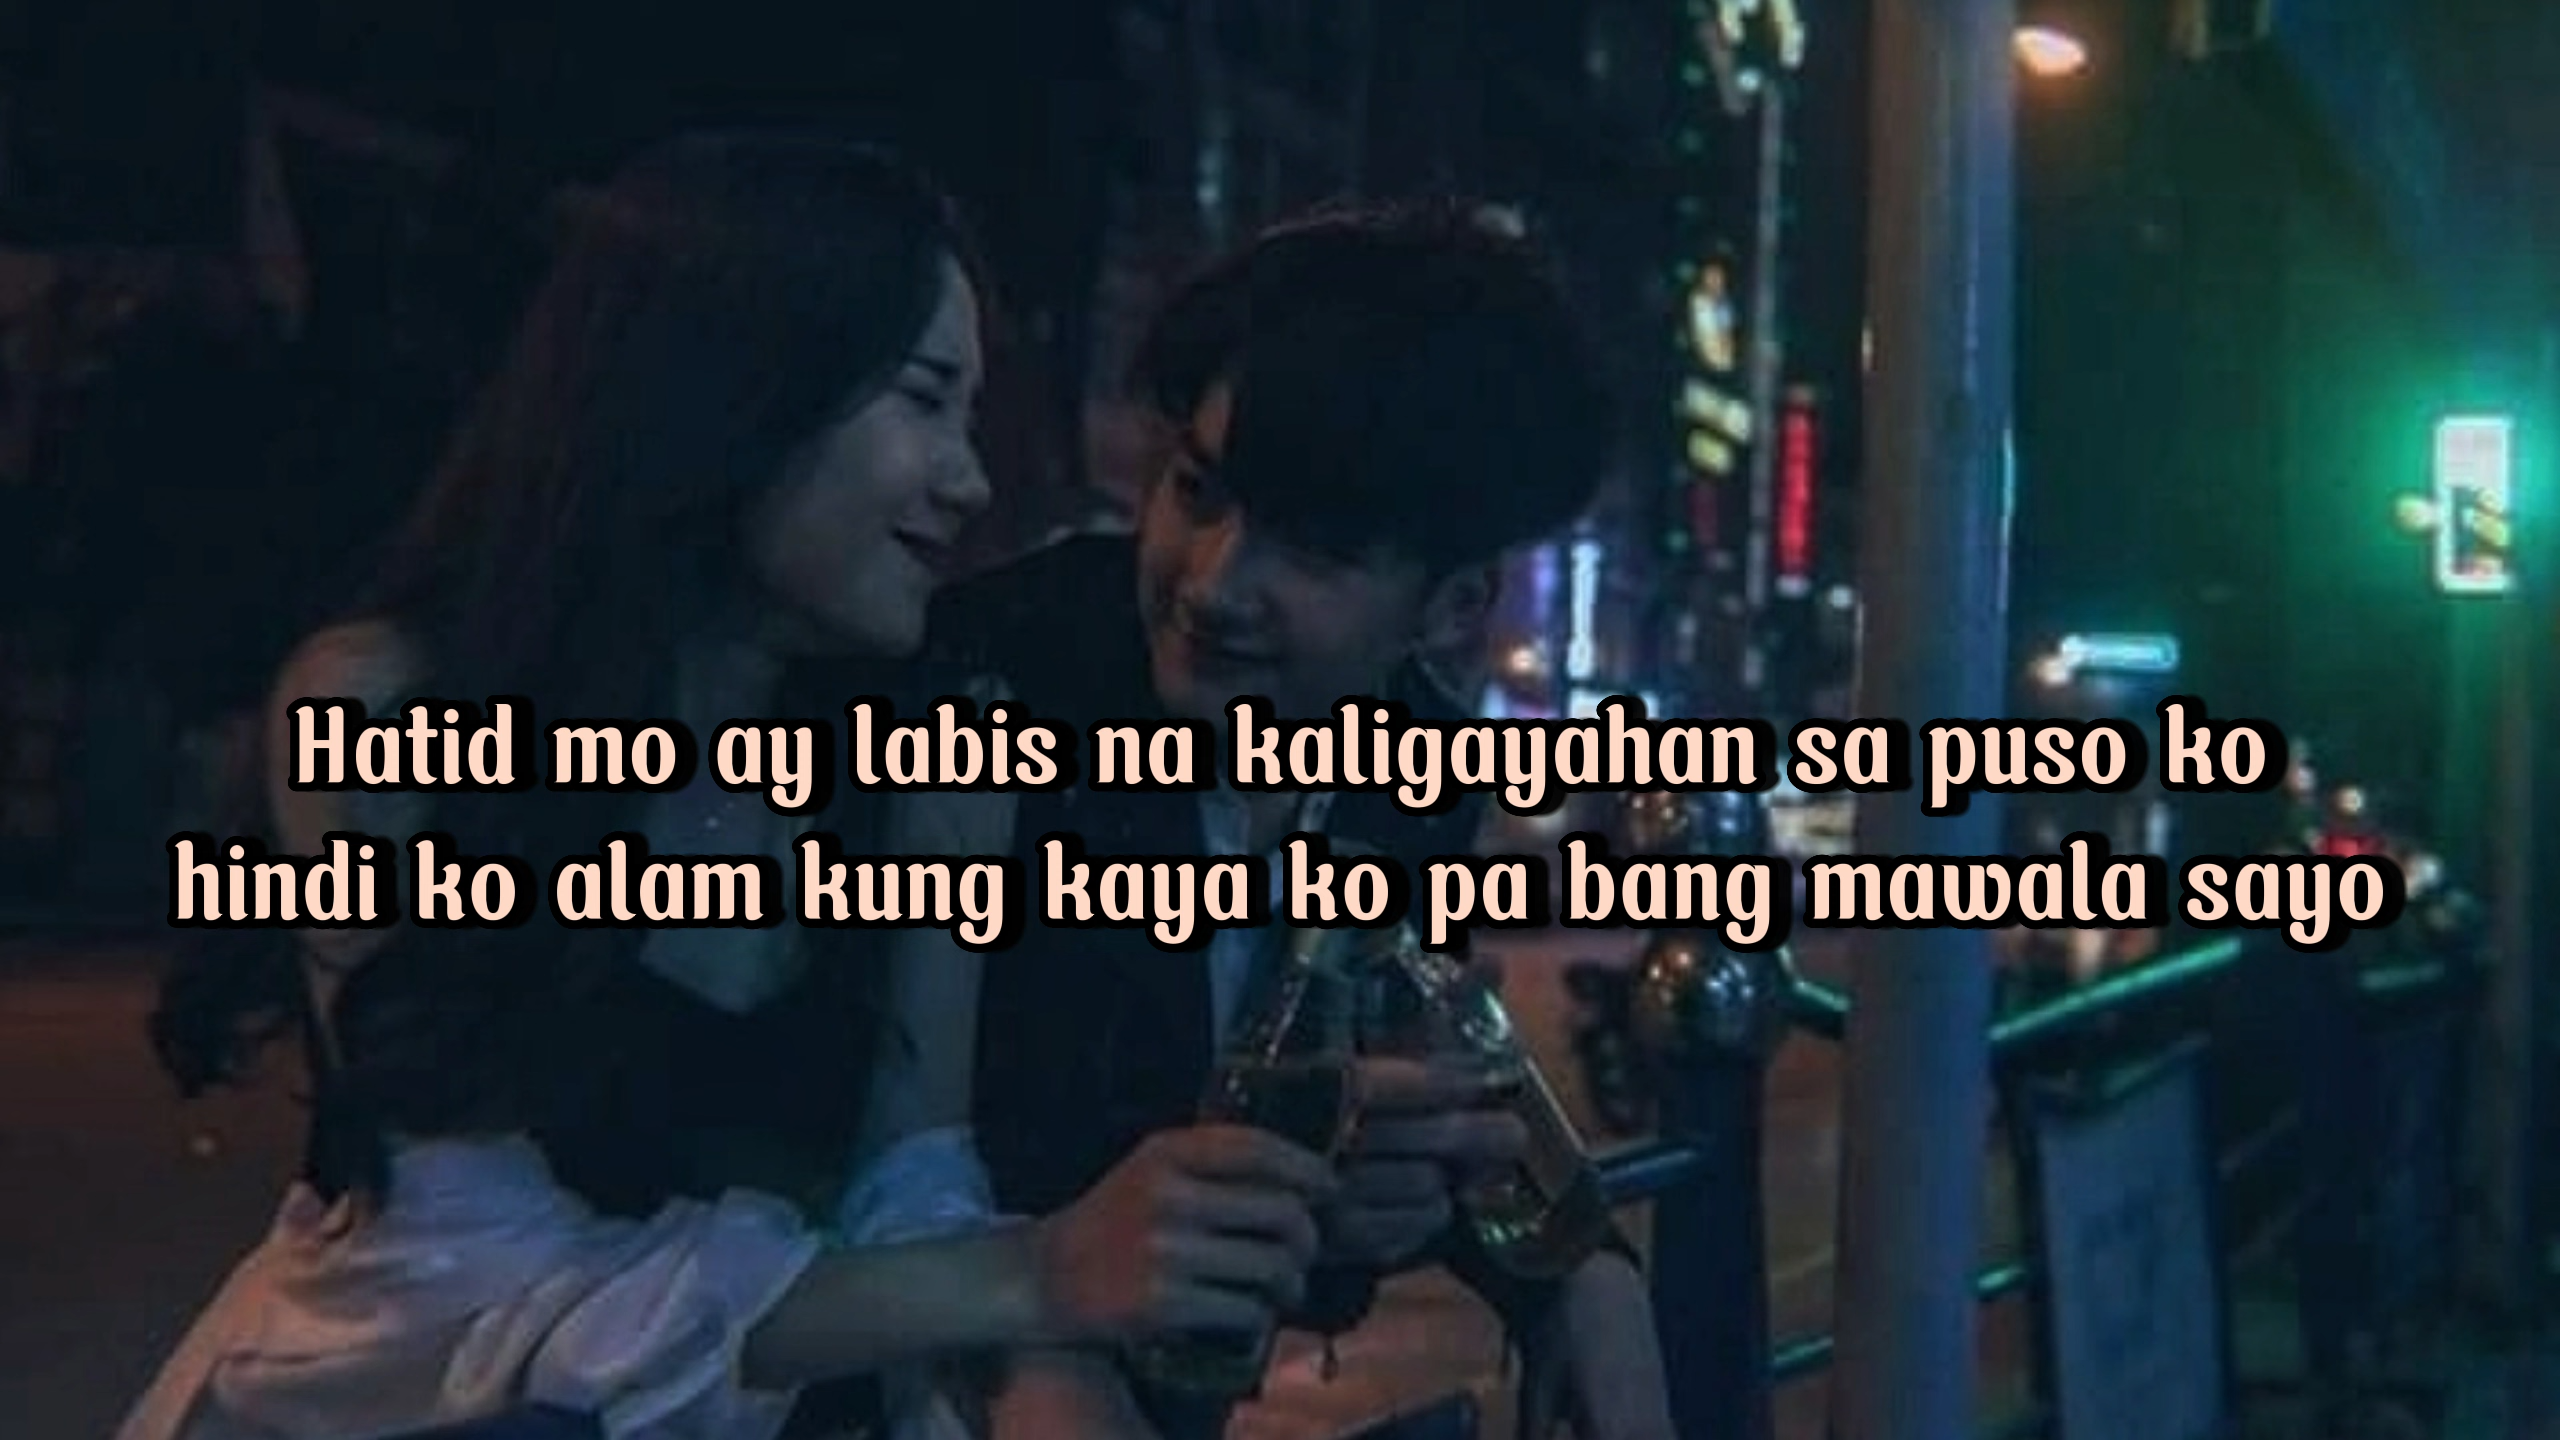 Hatid mo ay labis na kaligayahan sa puso ko
hindi ko alam kung kaya ko pa bang mawala sayo